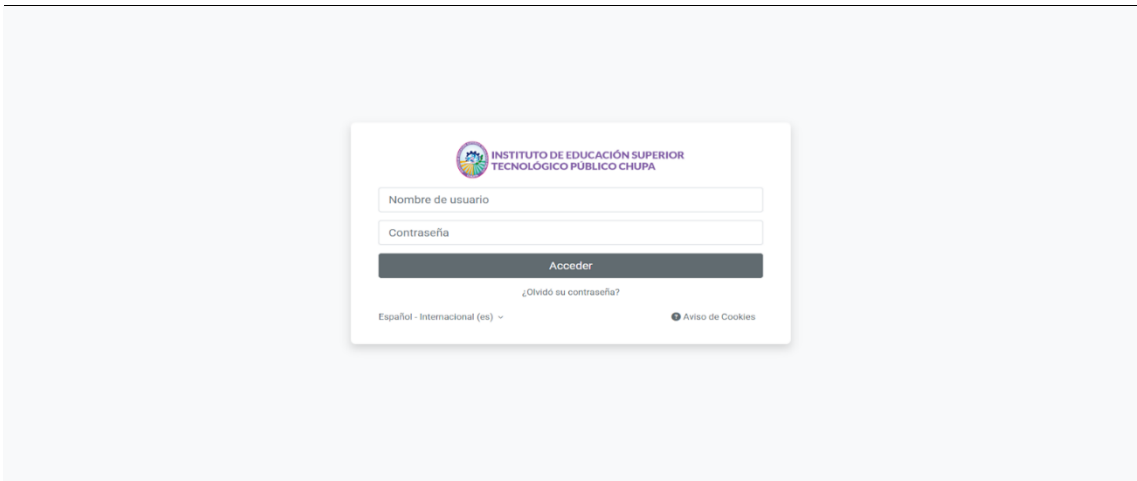 INSTITUTO DE EDUCACIÓN SUPERIOR
TECNOLÓGICO PÚBLICO CHUPA
Nombre de usuario
Contraseña
Acceder
¿Olvidó su contraseña?
Español - Internacional (es)
Aviso de Cookies